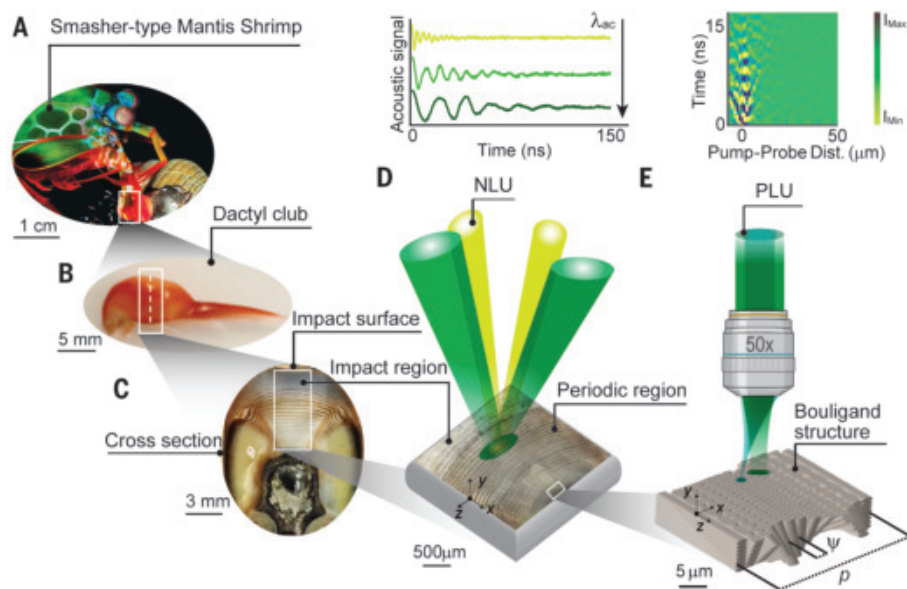 A
Smasher-type Mantis Shrimp
1 cm
Dactyl club
B
5 mm
Impact surface
Impact region
C
Cross section
3 mm
Acoustic signal
λac
0
150
Time (ns)
D
NLU
Periodic region
y
z
x
500μm
Time (ns)
15
0
0
50
Pump-Probe Dist. (μm)
IMax
IMin
E
PLU
50x
Bouligand
structure
y
x
z
ψ
p
5 μm